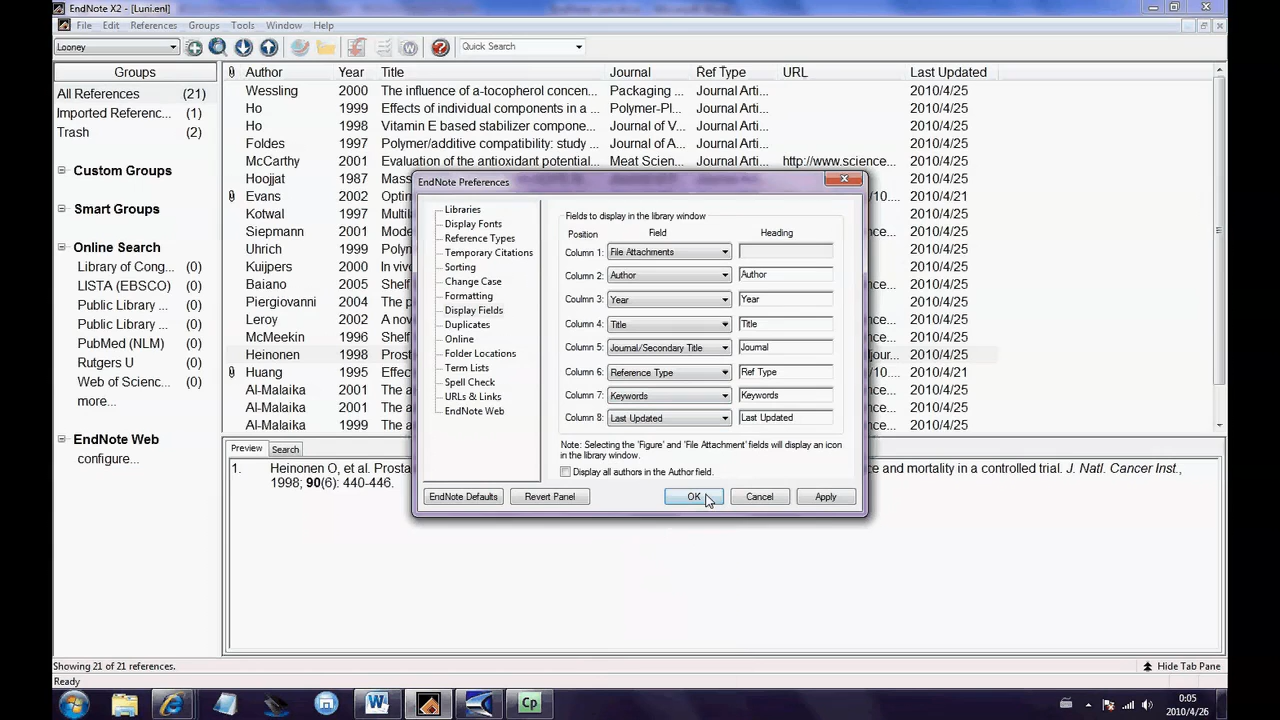 EndNote X2 - [Luni.enl]
File Edit References Groups Tools Window Help
Looney Quick Search
Groups Author Year Title Journal Ref Type URL Last Updated
All References (21) Wessling 2000 The influence of a-tocopherol concen... Packaging ... Journal Arti... 2010/4/25
Imported Referenc... (1) Ho 1999 Effects of individual components in a ... Polymer-Pl... Journal Arti... 2010/4/25
Trash (2) Ho 1998 Vitamin E based stabilizer compone... Journal of V... Journal Arti... 2010/4/25
Foldes 1997 Polymer/additive compatibility: study ... Journal of A... Journal Arti... 2010/4/25
Custom Groups McCarthy 2001 Evaluation of the antioxidant potential... Meat Scien... Journal Arti... http://www.science... 2010/4/25
Hoojjat 1987 Mass 2010/4/25
Smart Groups Evans 2002 Optim /10.... 2010/4/21
Kotwal 1997 Multila 2010/4/25
Siepmann 2001 Mode 2010/4/25
Online Search Uhrich 1999 Polym 2010/4/25
Library of Cong... (0) Kuijpers 2000 In viv 2010/4/25
LISTA (EBSCO) (0) Baiano 2005 Shelf 2010/4/25
Public Library ... (0) Piergiovanni 2004 The p 2010/4/25
Public Library ... (0) Leroy 2002 A nov 2010/4/25
PubMed (NLM) (0) McMeekin 1996 Shelf 2010/4/25
Rutgers U (0) Heinonen 1998 Prost jour... 2010/4/25
Web of Scienc... (0) Huang 1995 Effec /10.... 2010/4/21
more... Al-Malaika 2001 The a 2010/4/25
Al-Malaika 2001 The a 2010/4/25
Al-Malaika 1999 The a 2010/4/25
EndNote Web
configure...
EndNote Preferences
Libraries
Display Fonts
Reference Types
Temporary Citations
Sorting
Change Case
Formatting
Display Fields
Duplicates
Online
Folder Locations
Term Lists
Spell Check
URLs & Links
EndNote Web
Fields to display in the library window
Position Field Heading
Column 1: File Attachments
Column 2: Author Author
Coulmn 3: Year Year
Column 4: Title Title
Column 5: Journal/Secondary Title Journal
Column 6: Reference Type Ref Type
Column 7: Keywords Keywords
Column 8: Last Updated Last Updated
Note: Selecting the 'Figure' and 'File Attachment' fields will display an icon
in the library window.
Display all authors in the Author field.
EndNote Defaults Revert Panel OK Cancel Apply
Preview Search
1. Heinonen O, et al. Prosta ce and mortality in a controlled trial. J. Natl. Cancer Inst.,
1998; 90(6): 440-446.
Showing 21 of 21 references. Hide Tab Pane
Ready
W Cp 0:05
2010/4/26